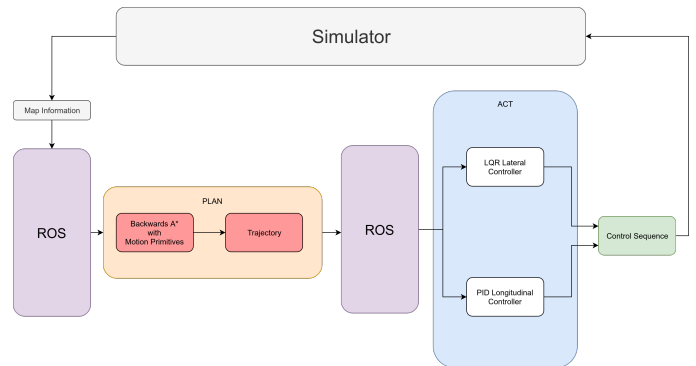 Simulator
Map Information
ROS
PLAN
Backwards A*
with
Motion Primitives
Trajectory
ROS
ACT
LQR Lateral
Controller
PID Longitudinal
Controller
Control Sequence